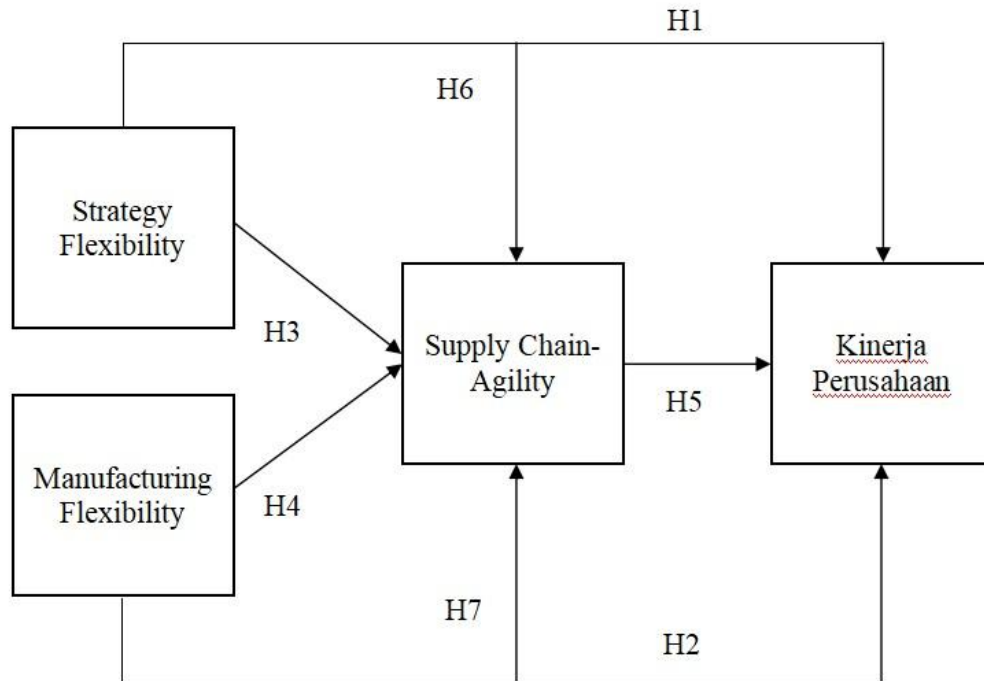 H1
H6
Strategy
Flexibility
H3
Supply Chain-
Agility
Kinerja
Perusahaan
H5
Manufacturing
Flexibility
H4
H7
H2